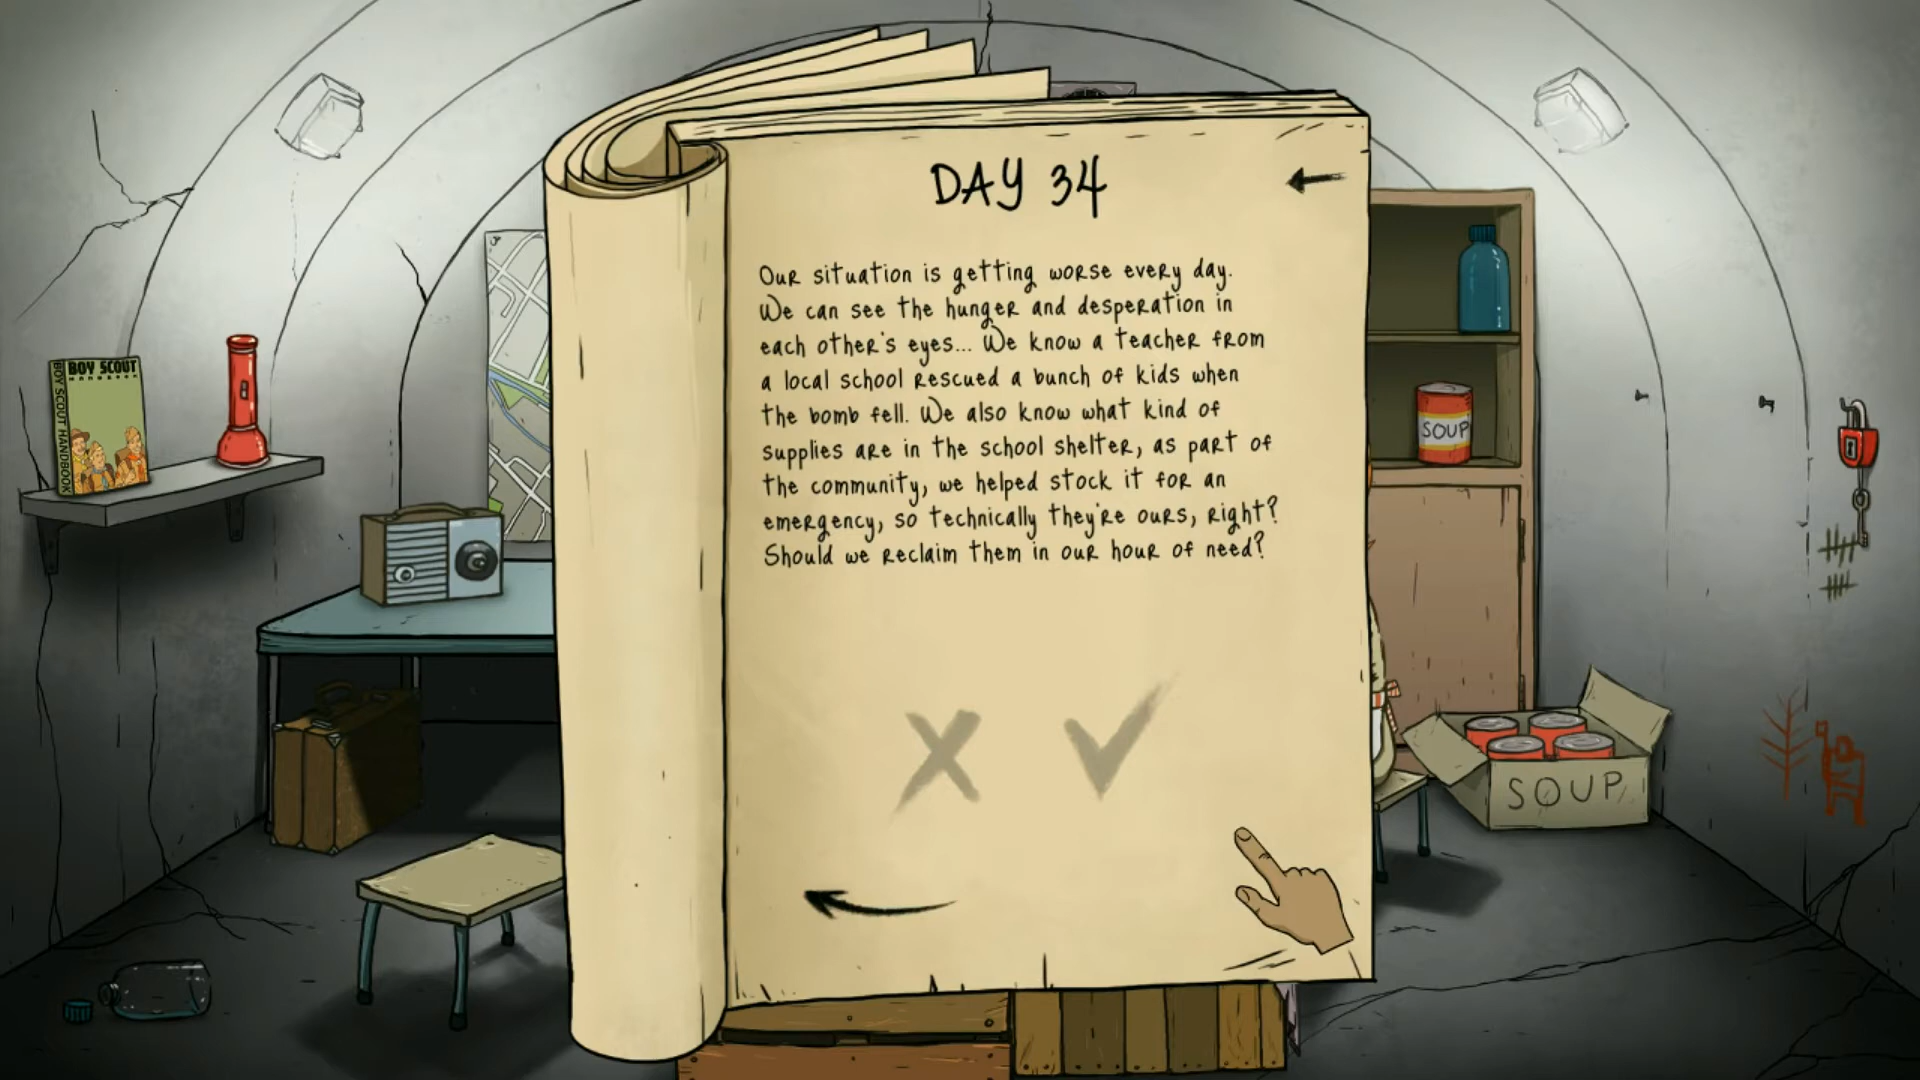 DAY 34
Our situation is getting worse every day.
We can see the hunger and desperation in
each other's eyes... We know a teacher from
a local school rescued a bunch of kids when
the bomb fell. We also know what kind of
supplies are in the school shelter, as part of
the community, we helped stock it for an
emergency, so technically they're ours, right?
Should we reclaim them in our hour of need?
BOY SCOUT
HANDBOOK
BOY SCOUT HANDBOOK
SOUP
SOUP